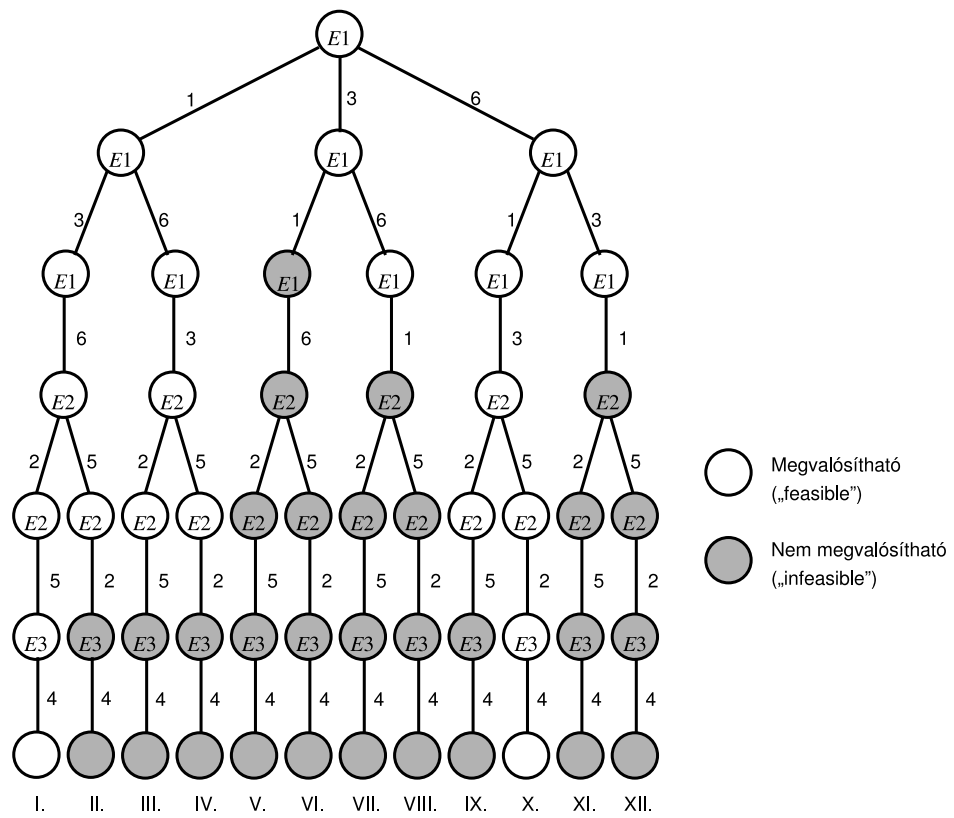 E1
1 3 6
E1 E1 E1
3 6 1 6 1 3
E1 E1 E1 E1 E1 E1
6 3 6 1 3 1
E2 E2 E2 E2 E2 E2
2 5 2 5 2 5 2 5 2 5 2 5
E2 E2 E2 E2 E2 E2 E2 E2 E2 E2 E2 E2
5 2 5 2 5 2 5 2 5 2 5 2
E3 E3 E3 E3 E3 E3 E3 E3 E3 E3 E3 E3
4 4 4 4 4 4 4 4 4 4 4 4
I. II. III. IV. V. VI. VII. VIII. IX. X. XI. XII.
Megvalósítható
(„feasible”)
Nem megvalósítható
(„infeasible”)